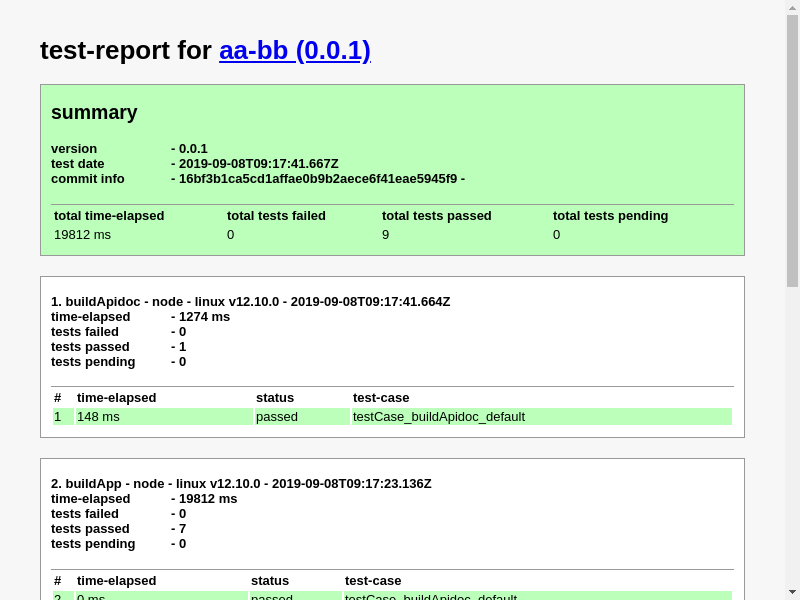 test-report for aa-bb (0.0.1)
summary
version - 0.0.1
test date - 2019-09-08T09:17:41.667Z
commit info - 16bf3b1ca5cd1affae0b9b2aece6f41eae5945f9 -
total time-elapsed total tests failed total tests passed total tests pending
19812 ms 0 9 0
1. buildApidoc - node - linux v12.10.0 - 2019-09-08T09:17:41.664Z
time-elapsed - 1274 ms
tests failed - 0
tests passed - 1
tests pending - 0
# time-elapsed status test-case
1 148 ms passed testCase_buildApidoc_default
2. buildApp - node - linux v12.10.0 - 2019-09-08T09:17:23.136Z
time-elapsed - 19812 ms
tests failed - 0
tests passed - 7
tests pending - 0
# time-elapsed status test-case
2 0 ms passed testCase_buildApidoc_default